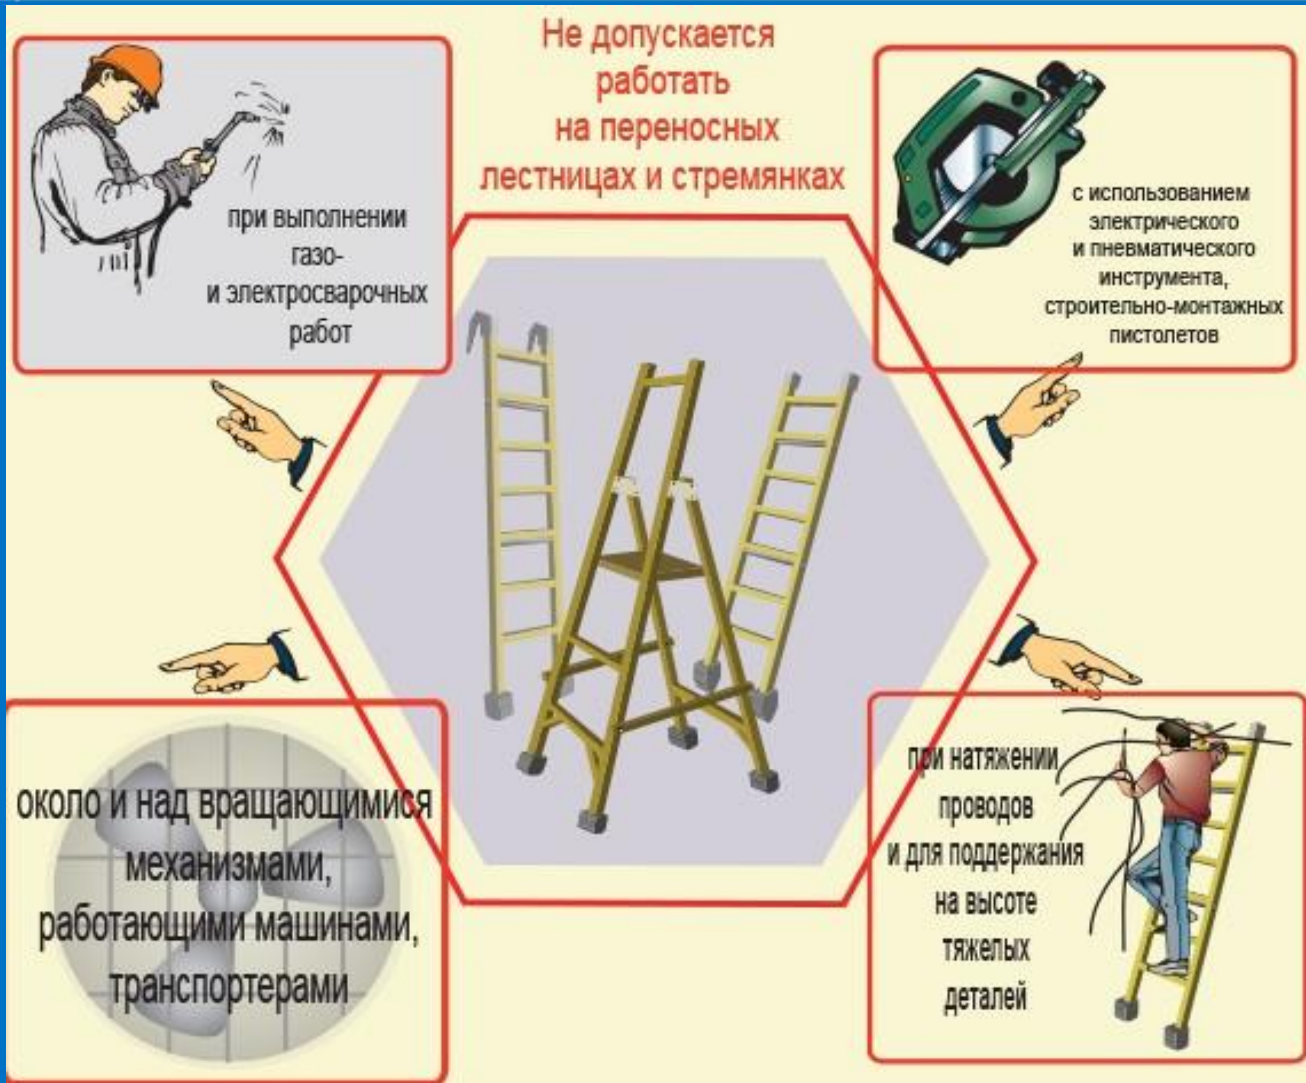 Не допускается
работать
на переносных
лестницах и стремянках
при выполнении
газо-
и электросварочных
работ
с использованием
электрического
и пневматического
инструмента,
строительно-монтажных
пистолетов
около и над вращающимися
механизмами,
работающими машинами,
транспортерами
при натяжении
проводов
и для поддержания
на высоте
тяжелых
деталей